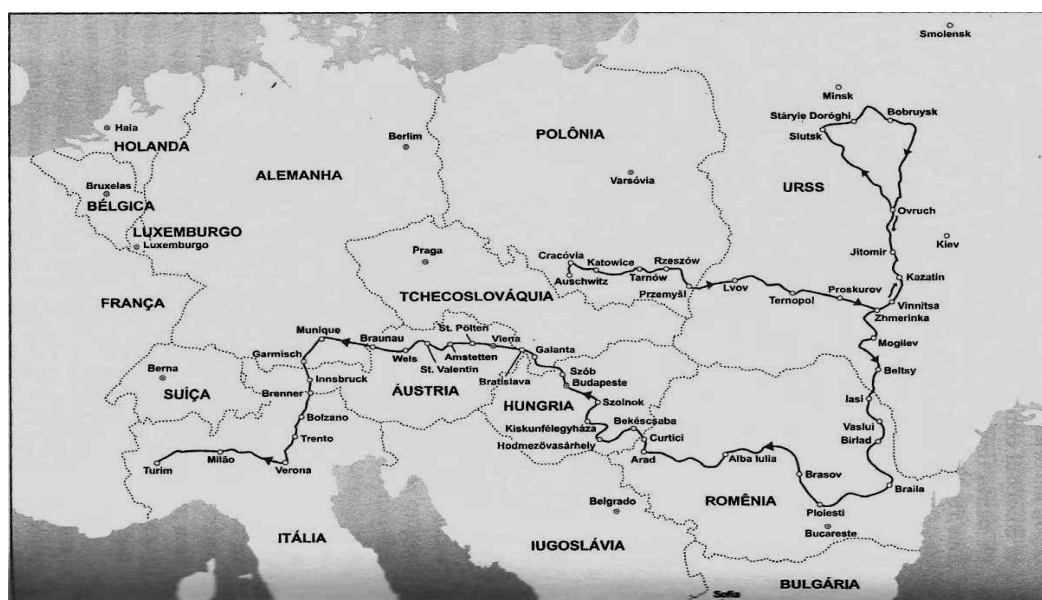 Smolensk
Minsk
Bobruysk
Stáryie Doróghi
Slutsk
Haia
HOLANDA
Berlim
POLÔNIA
ALEMANHA
Varsóvia
URSS
Bruxelas
BÉLGICA
Ovruch
LUXEMBURGO
Luxemburgo
Kiev
Jitomir
Praga
Cracóvia
Katowice
Rzeszów
Auschwitz
Tarnów
Kazatin
FRANÇA
TCHECOSLOVÁQUIA
Przemyśl
Lvov
Proskurov
Ternopol
Vinnitsa
Zhmerinka
Munique
Braunau
St. Pölten
Viena
Mogilev
Garmisch
Wels
Amstetten
Galanta
St. Valentin
Bratislava
Berna
Innsbruck
Szób
Beltsy
SUÍÇA
Brenner
ÁUSTRIA
Budapeste
HUNGRIA
Szolnok
Iasi
Bolzano
Bekéscsaba
Kiskunfélegyháza
Vaslui
Trento
Hodmezövasárhely
Curtici
Birlad
Milão
Turim
Verona
Arad
Alba Iulia
Brasov
Braila
Belgrado
ROMÊNIA
Ploiesti
Bucareste
ITÁLIA
IUGOSLÁVIA
BULGÁRIA
Sofia